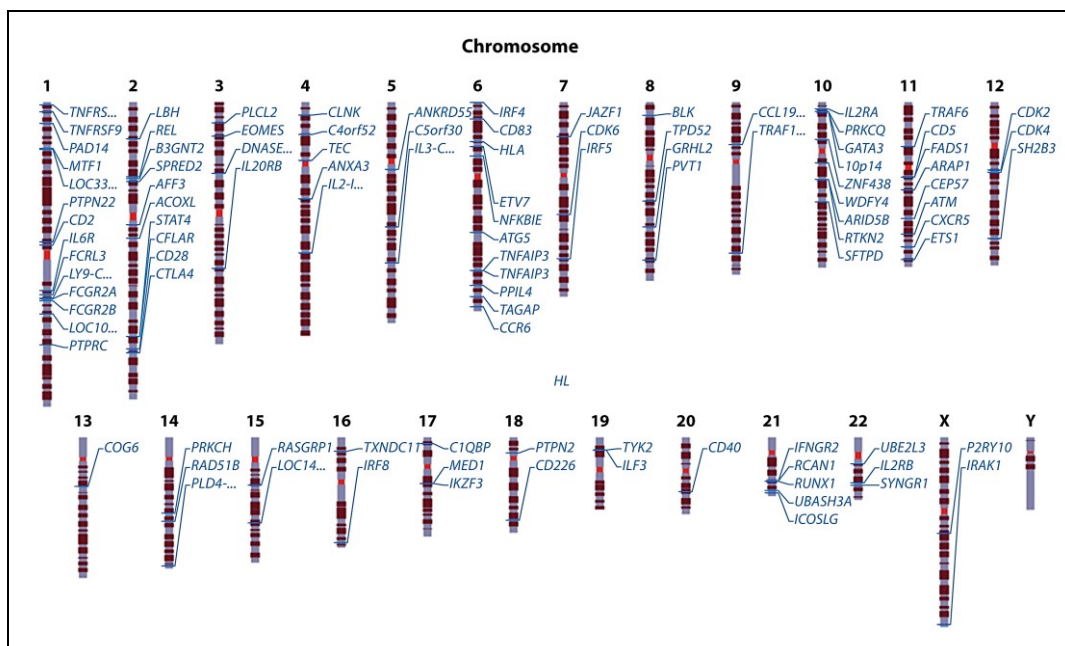 Chromosome
1
TNFRS...
TNFRSF9
PAD14
MTF1
LOC33...
PTPN22
CD2
IL6R
FCRL3
LY9-C...
FCGR2A
FCGR2B
LOC10...
PTPRC
2
LBH
REL
B3GNT2
SPRED2
AFF3
ACOXL
STAT4
CFLAR
CD28
CTLA4
3
PLCL2
EOMES
DNASE...
IL20RB
4
CLNK
C4orf52
TEC
ANXA3
IL2-I...
5
ANKRD55
C5orf30
IL3-C...
6
IRF4
CD83
HLA
ETV7
NFKBIE
ATG5
TNFAIP3
TNFAIP3
PPIL4
TAGAP
CCR6
7
JAZF1
CDK6
IRF5
8
BLK
TPD52
GRHL2
PVT1
9
CCL19...
TRAF1...
10
IL2RA
PRKCQ
GATA3
10p14
ZNF438
WDFY4
ARID5B
RTKN2
SFTPD
11
TRAF6
CD5
FADS1
ARAP1
CEP57
ATM
CXCR5
ETS1
12
CDK2
CDK4
SH2B3
HL
13
COG6
14
PRKCH
RAD51B
PLD4-...
15
RASGRP1
LOC14...
16
TXNDC11
IRF8
17
C1QBP
MED1
IKZF3
18
PTPN2
CD226
19
TYK2
ILF3
20
CD40
21
IFNGR2
RCAN1
RUNX1
UBASH3A
ICOSLG
22
UBE2L3
IL2RB
SYNGR1
X
P2RY10
IRAK1
Y